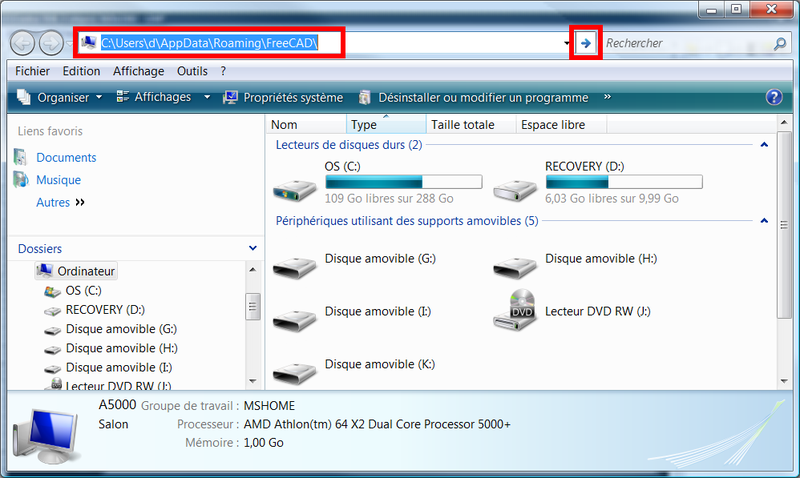 C:\Users\d\AppData\Roaming\FreeCAD\
Rechercher
Fichier Edition Affichage Outils ?
Organiser Affichages Propriétés système Désinstaller ou modifier un programme » ?
Liens favoris
Documents
Musique
Autres »
Dossiers
Ordinateur
OS (C:)
RECOVERY (D:)
Disque amovible (G:)
Disque amovible (H:)
Disque amovible (I:)
Lecteur DVD RW (J:)
Nom Type Taille totale Espace libre
Lecteurs de disques durs (2)
OS (C:)
109 Go libres sur 288 Go
RECOVERY (D:)
6,03 Go libres sur 9,99 Go
Périphériques utilisant des supports amovibles (5)
Disque amovible (G:)
Disque amovible (H:)
Disque amovible (I:)
DVD
Lecteur DVD RW (J:)
Disque amovible (K:)
A5000 Groupe de travail : MSHOME
Salon Processeur : AMD Athlon(tm) 64 X2 Dual Core Processor 5000+
Mémoire : 1,00 Go